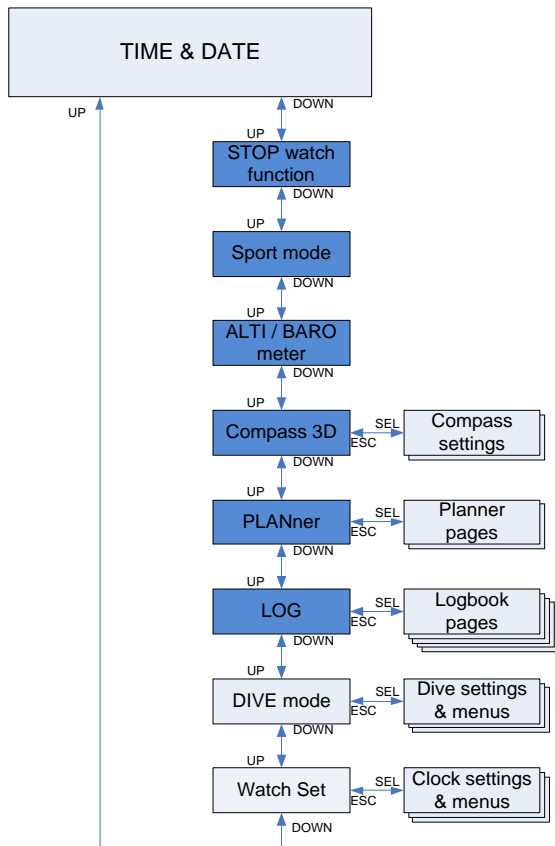 TIME & DATE
UP
DOWN
UP
STOP watch
function
DOWN
UP
Sport mode
DOWN
UP
ALTI / BARO
meter
DOWN
UP
Compass 3D
SEL
ESC
Compass
settings
DOWN
UP
PLANner
SEL
ESC
Planner
pages
DOWN
UP
LOG
SEL
ESC
Logbook
pages
DOWN
UP
DIVE mode
SEL
ESC
Dive settings
& menus
DOWN
UP
Watch Set
SEL
ESC
Clock settings
& menus
DOWN